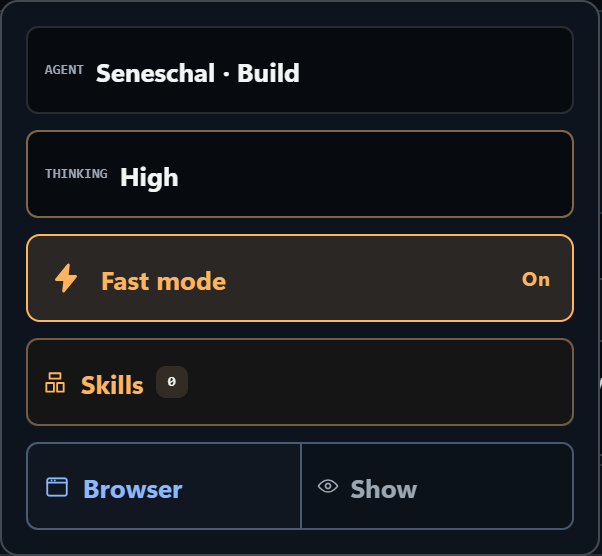 AGENT Seneschal · Build
THINKING High
Fast mode On
Skills 0
Browser Show